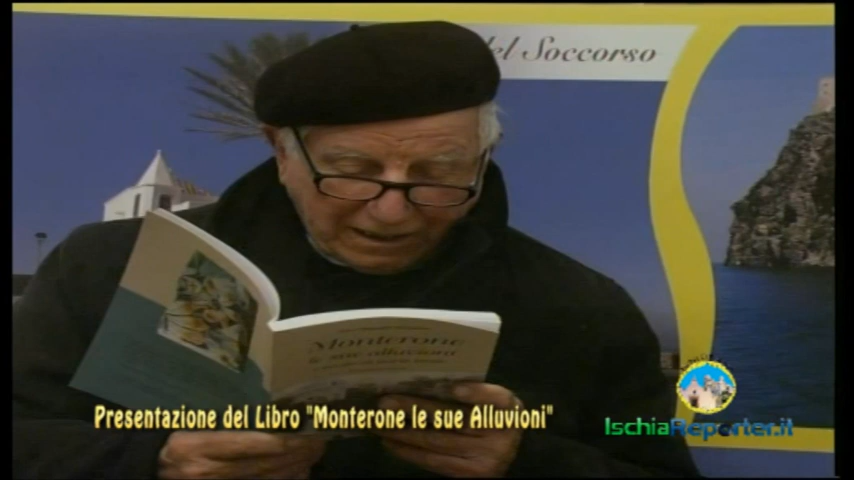 del Soccorso
Monterone
le sue alluvioni
Presentazione del Libro "Monterone le sue Alluvioni"
IschiaReporter.it